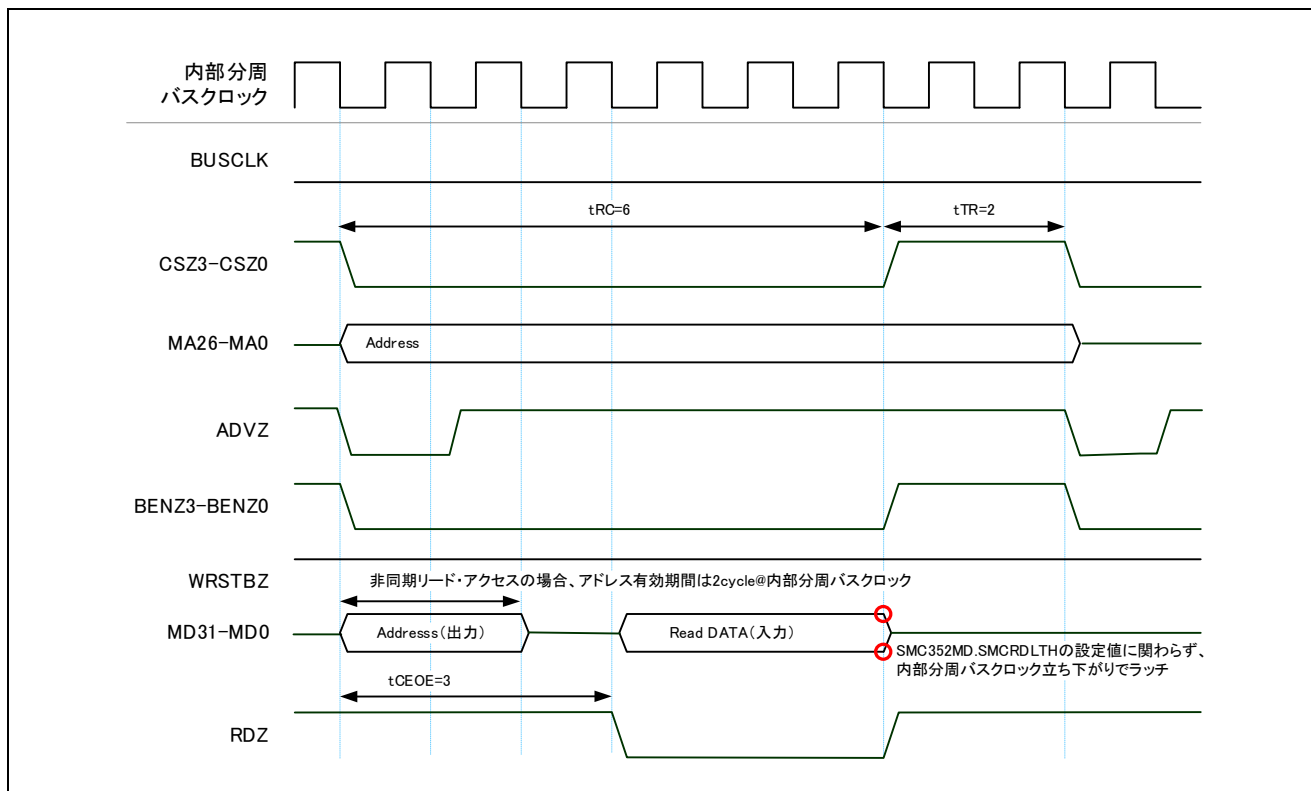 内部分周
バスクロック
BUSCLK
tRC=6
tTR=2
CSZ3-CSZ0
MA26-MA0
Address
ADVZ
BENZ3-BENZ0
WRSTBZ
非同期リード・アクセスの場合、アドレス有効期間は2cycle@内部分周バスクロック
MD31-MD0
Addresss(出力)
Read DATA(入力)
SMC352MD.SMCRDLTHの設定値に関わらず、
内部分周バスクロック立ち下がりでラッチ
tCEOE=3
RDZ